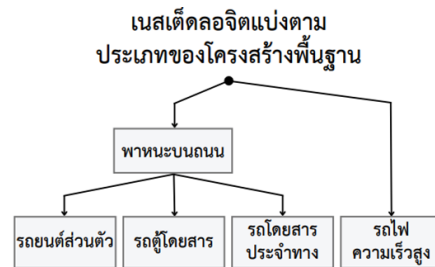 เนสเต็ดลอจิตแบ่งตาม
ประเภทของโครงสร้างพื้นฐาน
พาหนะบนถนน
รถยนต์ส่วนตัว
รถตู้โดยสาร
รถโดยสาร
ประจำทาง
รถไฟ
ความเร็วสูง